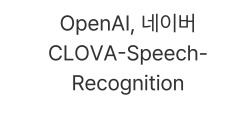 OpenAI, 네이버
CLOVA-Speech-
Recognition